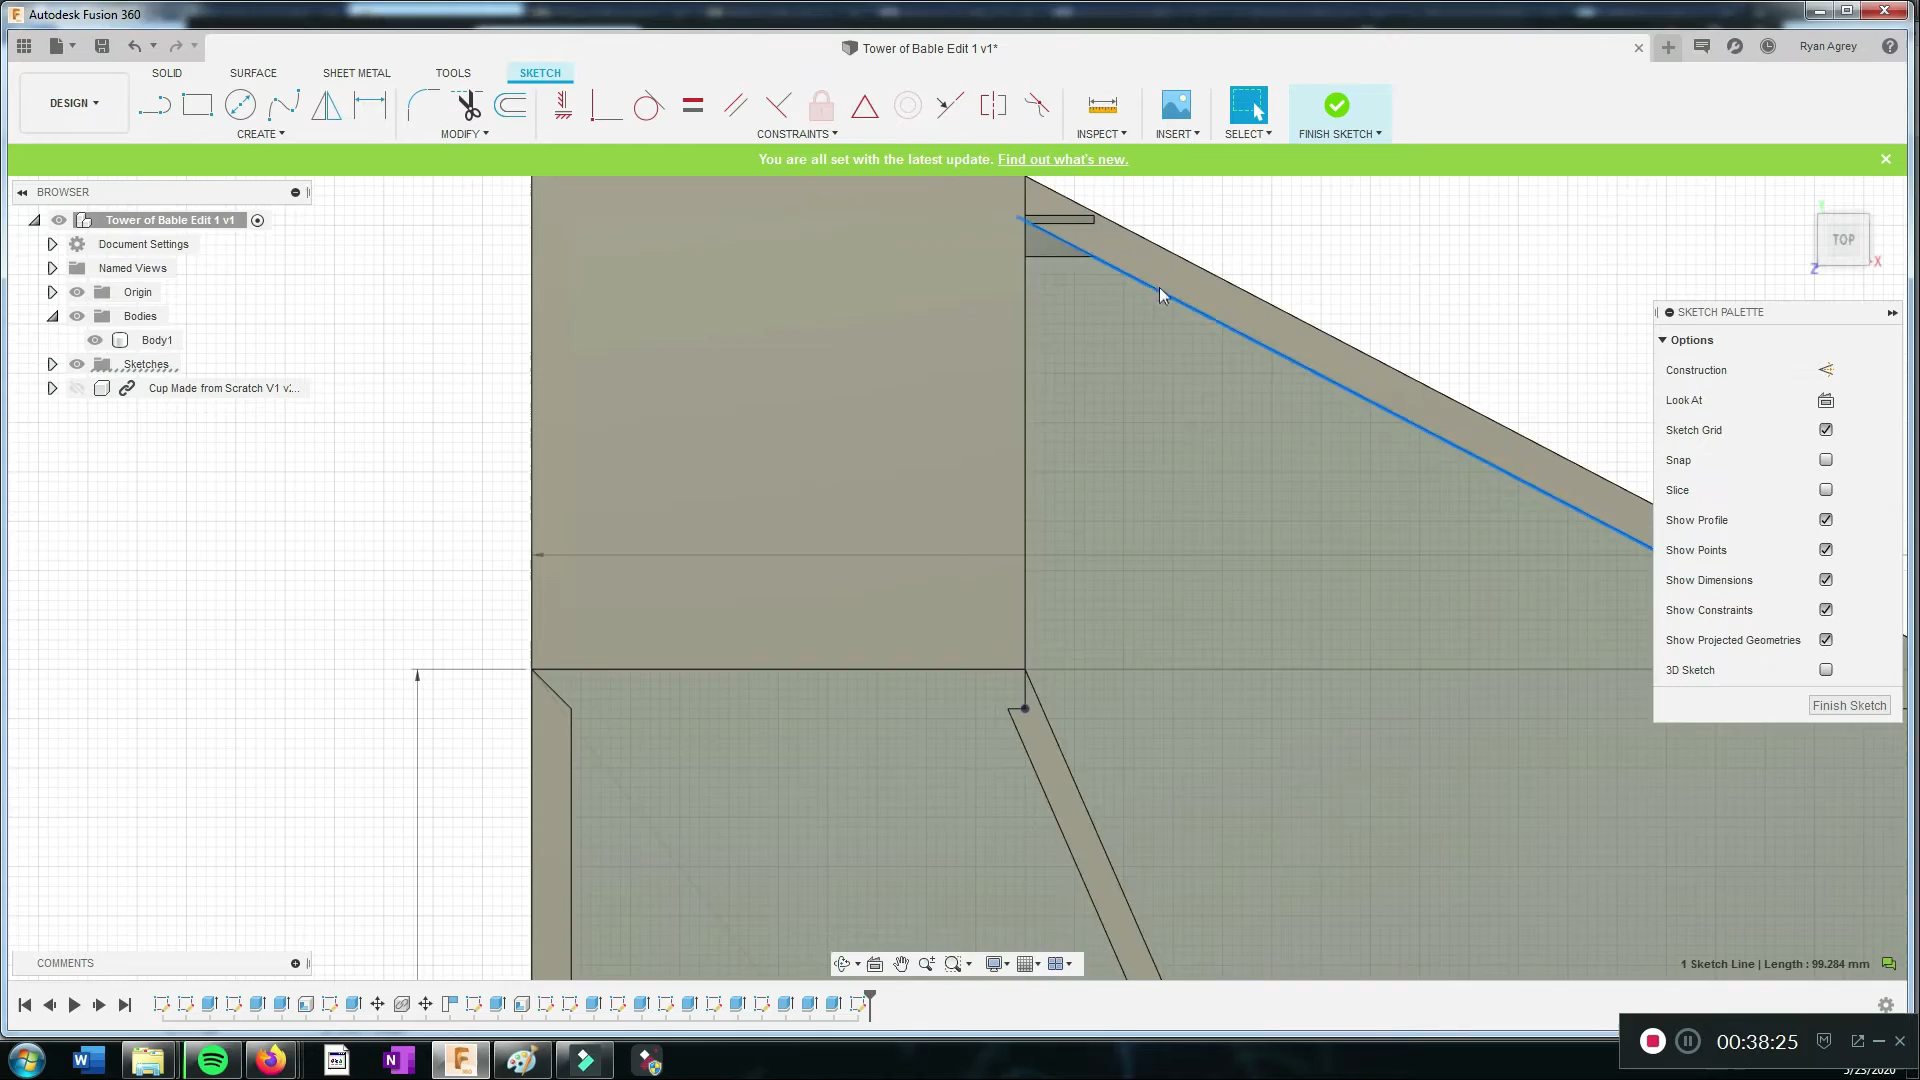 Autodesk Fusion 360
Tower of Bable Edit 1 v1*
Ryan Agrey
DESIGN
SOLID
SURFACE
SHEET METAL
TOOLS
SKETCH
CREATE
MODIFY
CONSTRAINTS
INSPECT
INSERT
SELECT
FINISH SKETCH
You are all set with the latest update. Find out what's new.
BROWSER
Tower of Bable Edit 1 v1
Document Settings
Named Views
Origin
Bodies
Body1
Sketches
Cup Made from Scratch V1 v:...
TOP
X
Z
SKETCH PALETTE
Options
Construction
Look At
Sketch Grid
Snap
Slice
Show Profile
Show Points
Show Dimensions
Show Constraints
Show Projected Geometries
3D Sketch
Finish Sketch
COMMENTS
1 Sketch Line | Length : 99.284 mm
00:38:25
5/23/2020